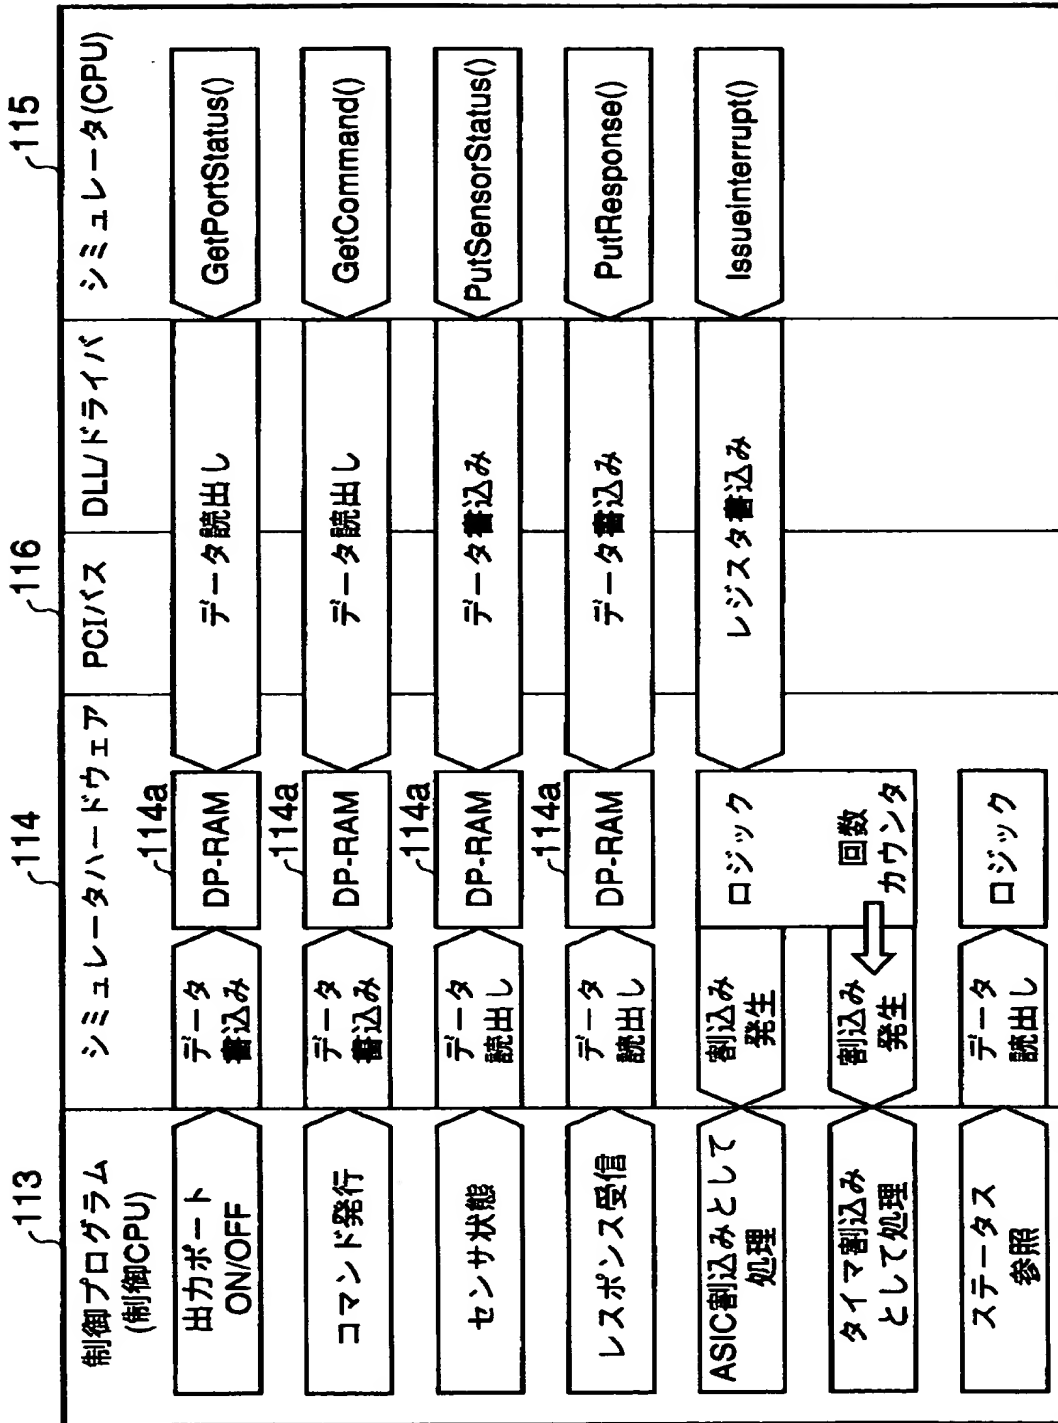 113
114
116
115
制御プログラム
(制御CPU)
シミュレータハードウェア
PCIバス
DLL/ドライバ
シミュレータ(CPU)
出力ポート
ON/OFF
データ
書込み
114a
DP-RAM
データ読出し
GetPortStatus()
コマンド発行
データ
書込み
114a
DP-RAM
データ読出し
GetCommand()
センサ状態
データ
読出し
114a
DP-RAM
データ書込み
PutSensorStatus()
レスポンス受信
データ
読出し
114a
DP-RAM
データ書込み
PutResponse()
ASIC割込みとして
処理
割込み
発生
ロジック
レジスタ書込み
IssueInterrupt()
タイマ割込み
として処理
割込み
発生
回数
カウンタ
ステータス
参照
データ
読出し
ロジック